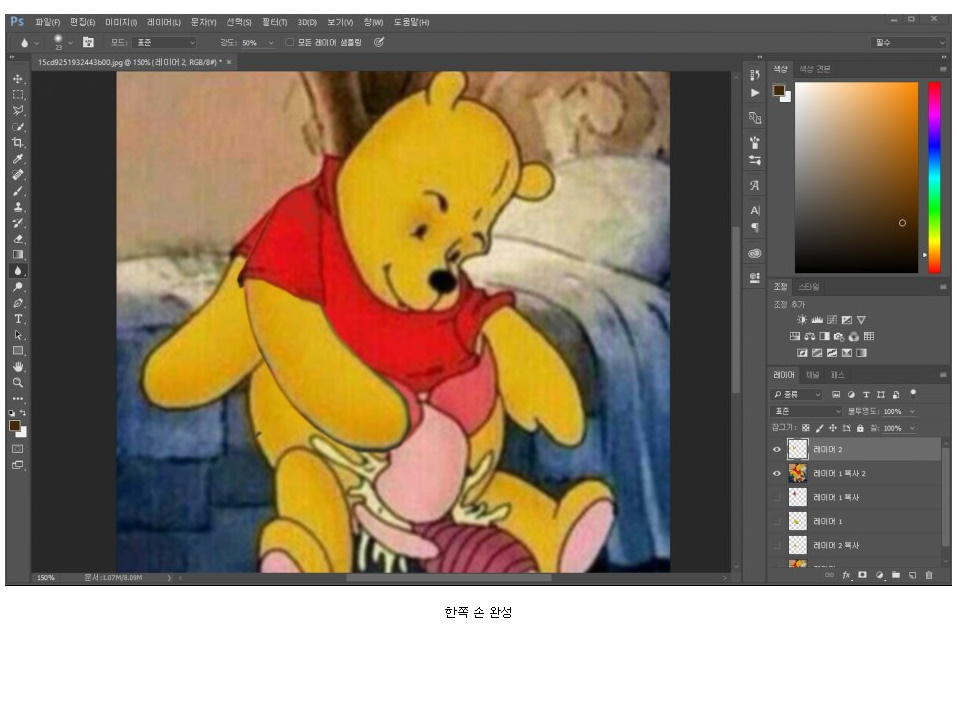 Ps 파일(F) 편집(E) 이미지(I) 레이어(L) 문자(Y) 선택(S) 필터(T) 3D(D) 보기(V) 창(W) 도움말(H)
23 모드: 표준 강도: 50% 모든 레이어 샘플링 필수
15cd9251932443b00.jpg @ 150% (레이어 2, RGB/8#) * ×
색상 색상 견본
조정 스타일
조정 추가
레이어 채널 패스
종류
표준 불투명도: 100%
잠그기: 칠: 100%
레이어 2
레이어 1 복사 2
레이어 1 복사
레이어 1
레이어 2 복사
150% 문서:1.07M/8.09M
한쪽 손 완성